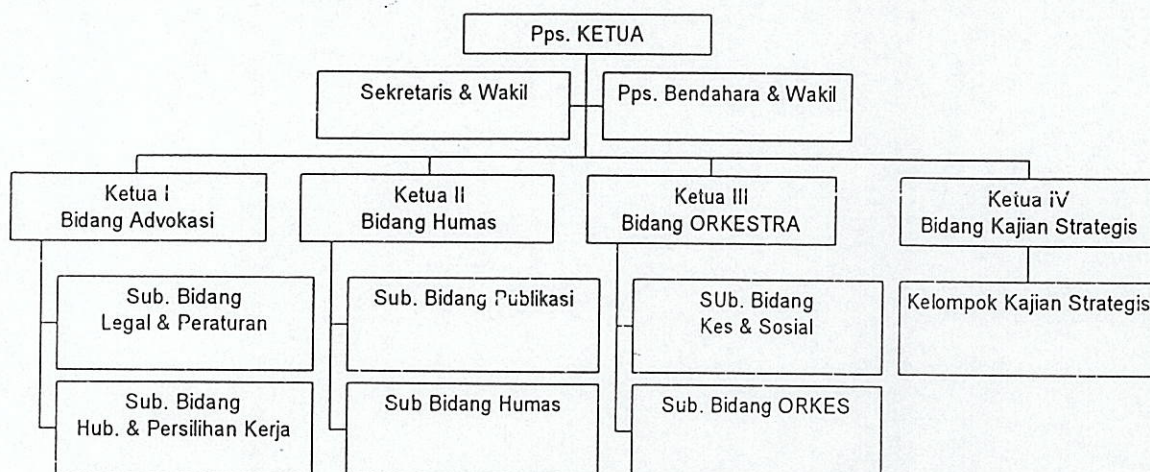 Pps. KETUA
Sekretaris & Wakil
Pps. Bendahara & Wakil
Ketua I
Bidang Advokasi
Ketua II
Bidang Humas
Ketua III
Bidang ORKESTRA
Ketua IV
Bidang Kajian Strategis
Sub. Bidang
Legal & Peraturan
Sub. Bidang Publikasi
SUb. Bidang
Kes & Sosial
Kelompok Kajian Strategis
Sub. Bidang
Hub. & Persilihan Kerja
Sub Bidang Humas
Sub. Bidang ORKES